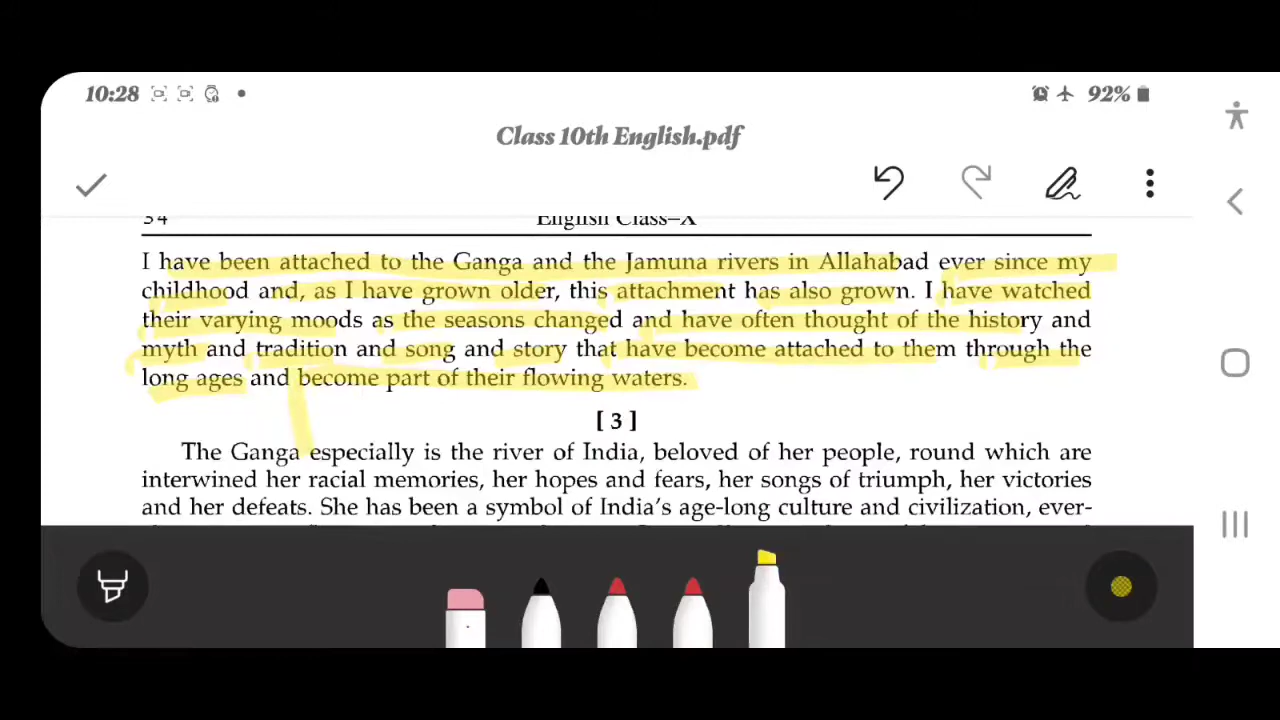 10:28
92%
Class 10th English.pdf
34 English Class–X
I have been attached to the Ganga and the Jamuna rivers in Allahabad ever since my
childhood and, as I have grown older, this attachment has also grown. I have watched
their varying moods as the seasons changed and have often thought of the history and
myth and tradition and song and story that have become attached to them through the
long ages and become part of their flowing waters.
[ 3 ]
The Ganga especially is the river of India, beloved of her people, round which are
interwined her racial memories, her hopes and fears, her songs of triumph, her victories
and her defeats. She has been a symbol of India's age-long culture and civilization, ever-